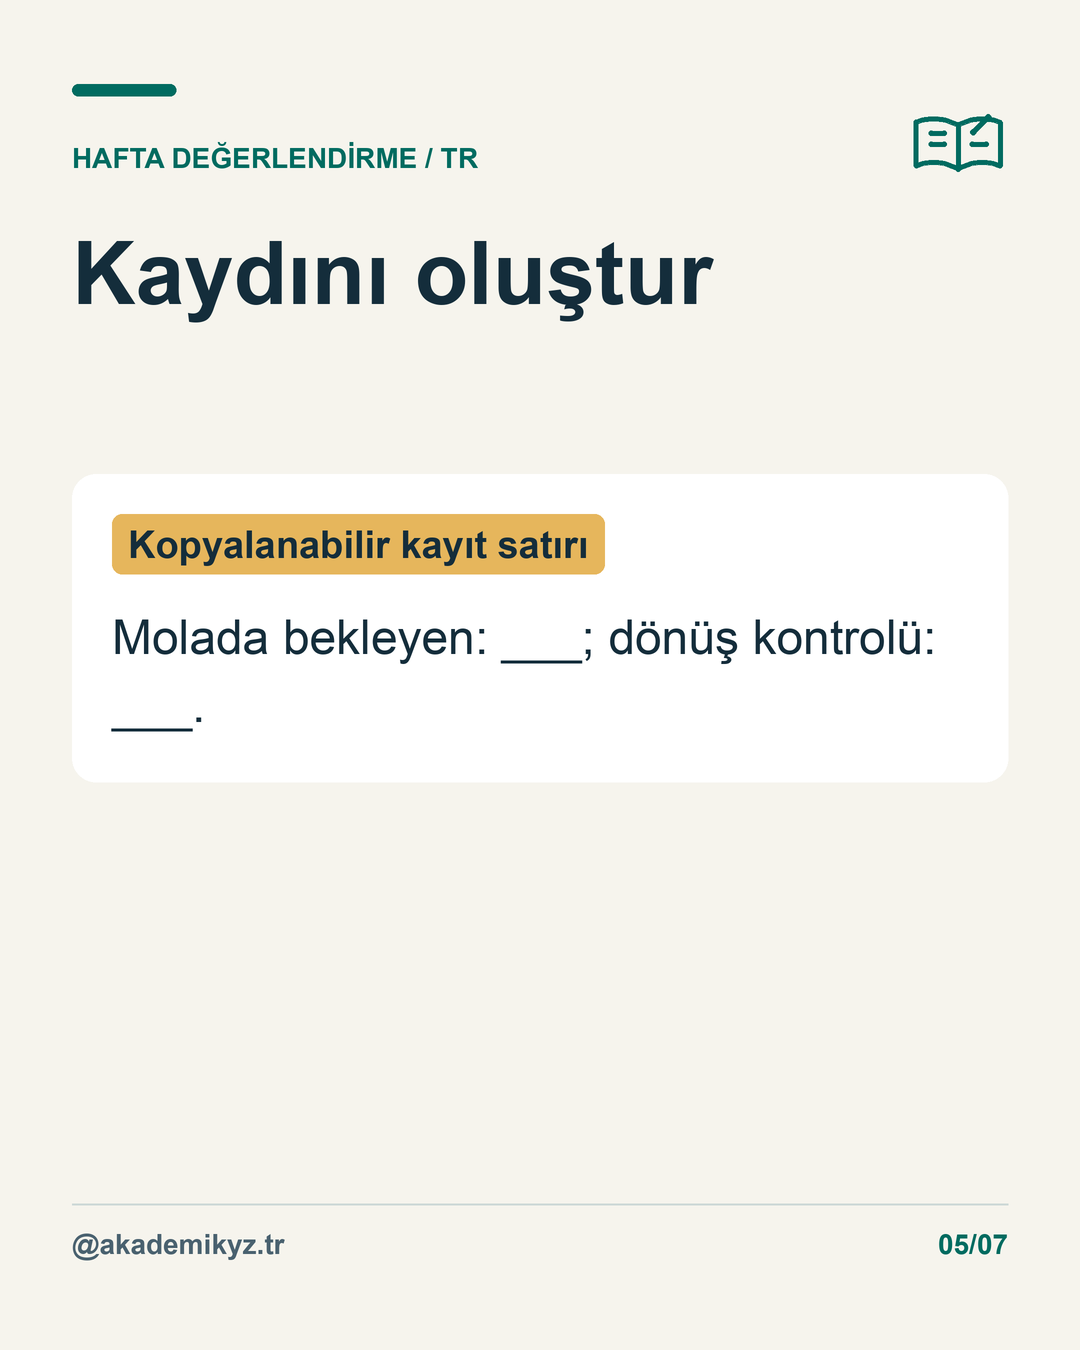 HAFTA DEĞERLENDİRME / TR
Kaydını oluştur
Kopyalanabilir kayıt satırı
Molada bekleyen: ___; dönüş kontrolü:
___.
@akademikyz.tr
05/07